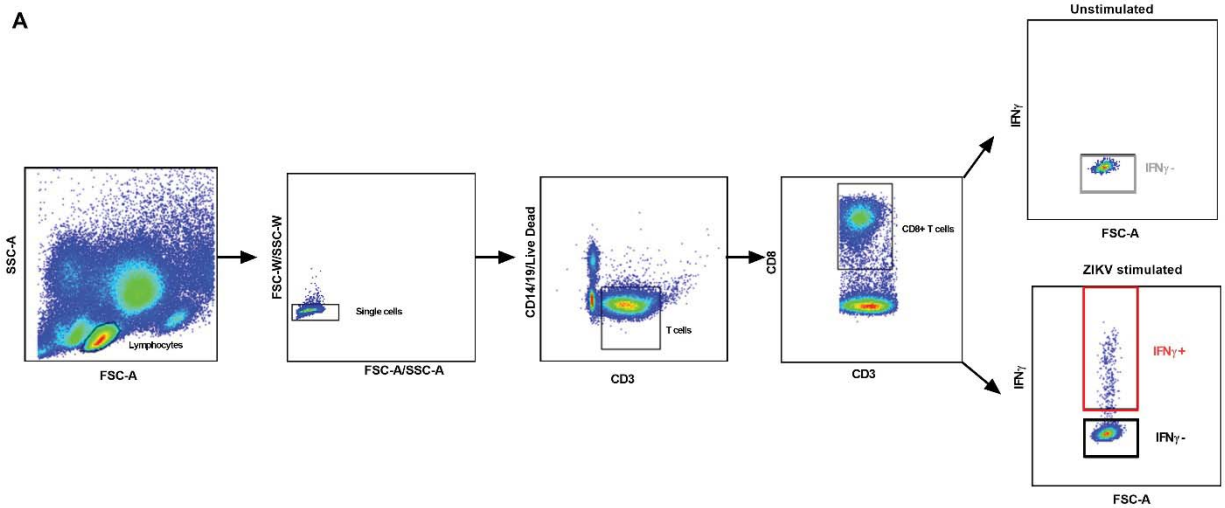 A
SSC-A
Lymphocytes
FSC-A
FSC-W/SSC-W
Single cells
FSC-A/SSC-A
CD14/19/Live Dead
T cells
CD3
CD8
CD8+ T cells
CD3
Unstimulated
IFNγ
IFNγ-
FSC-A
ZIKV stimulated
IFNγ
IFNγ+
IFNγ-
FSC-A